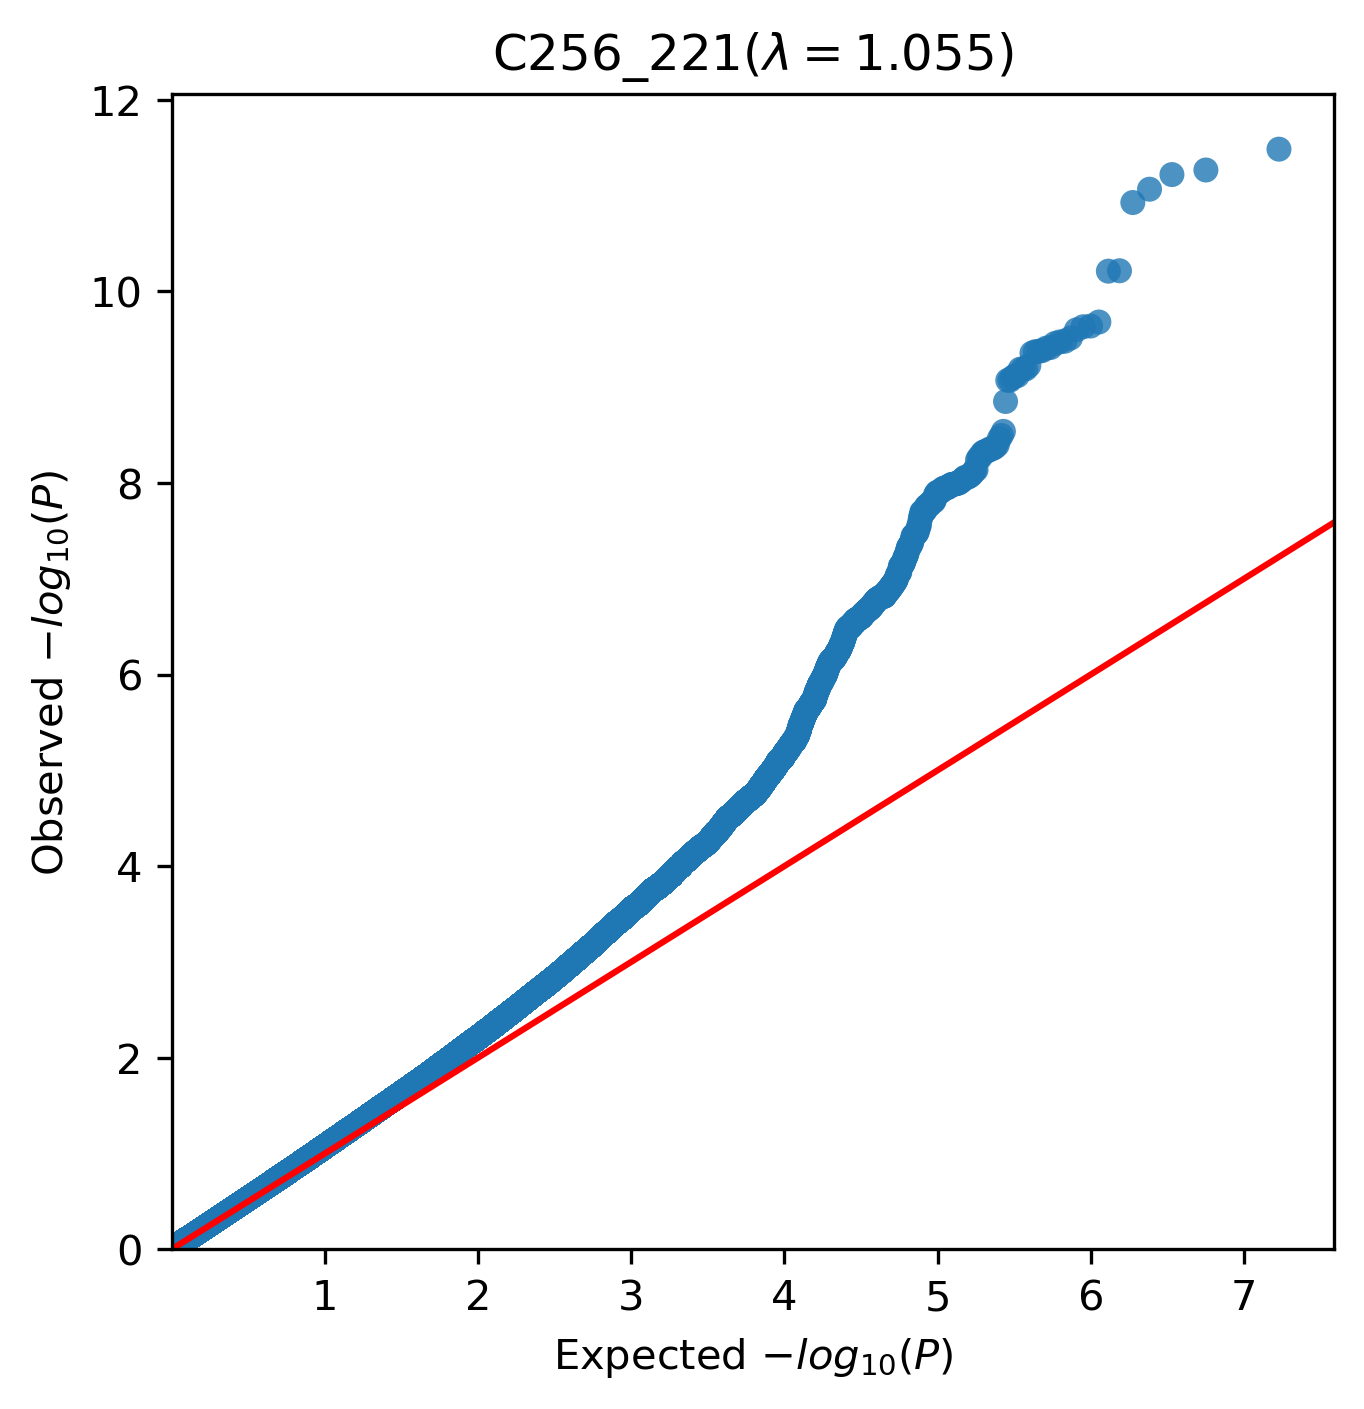 C256_221(λ = 1.055)
12
10
8
6
4
2
0
Observed −log10(P)
1 2 3 4 5 6 7
Expected −log10(P)